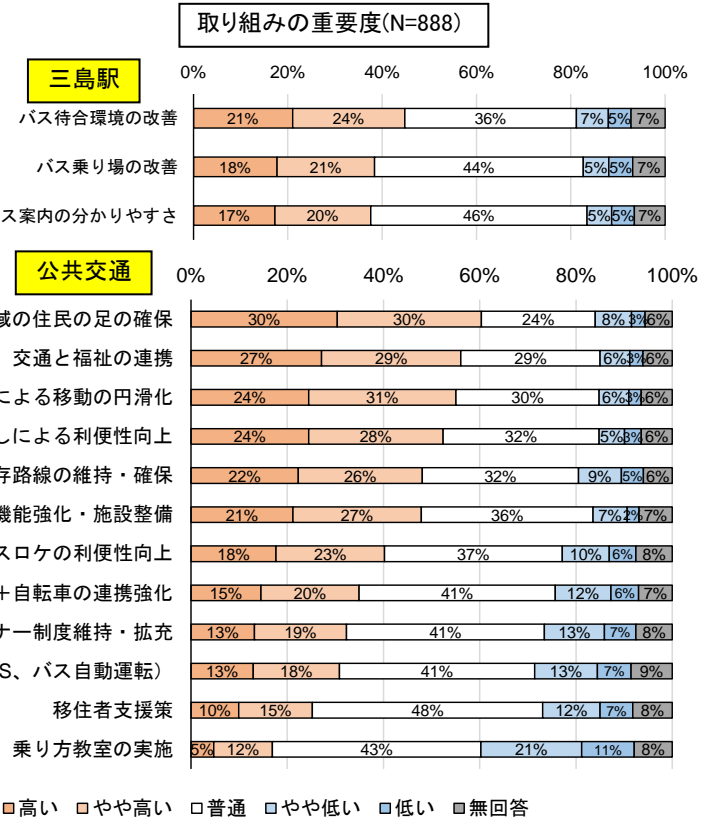 取り組みの重要度(N=888)
三島駅
0% 20% 40% 60% 80% 100%
バス待合環境の改善 21% 24% 36% 7% 5% 7%
バス乗り場の改善 18% 21% 44% 5% 5% 7%
ス案内の分かりやすさ 17% 20% 46% 5% 5% 7%
公共交通
0% 20% 40% 60% 80% 100%
域の住民の足の確保 30% 30% 24% 8% 3% 6%
交通と福祉の連携 27% 29% 29% 6% 3% 6%
による移動の円滑化 24% 31% 30% 6% 3% 6%
しによる利便性向上 24% 28% 32% 5% 3% 6%
存路線の維持・確保 22% 26% 32% 9% 5% 6%
機能強化・施設整備 21% 27% 36% 7% 2% 7%
スロケの利便性向上 18% 23% 37% 10% 6% 8%
＋自転車の連携強化 15% 20% 41% 12% 6% 7%
ナー制度維持・拡充 13% 19% 41% 13% 7% 8%
S、バス自動運転） 13% 18% 41% 13% 7% 9%
移住者支援策 10% 15% 48% 12% 7% 8%
乗り方教室の実施 5% 12% 43% 21% 11% 8%
高い やや高い 普通 やや低い 低い 無回答